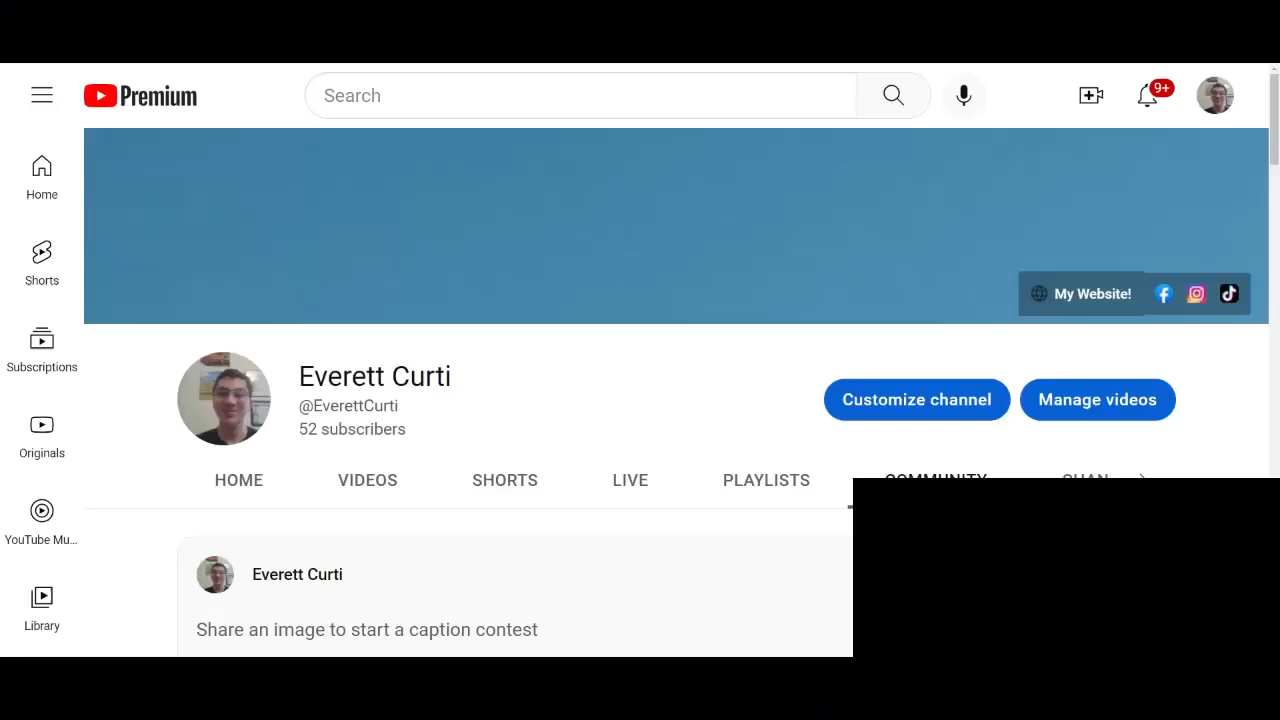 Premium
Search
9+
Home
Shorts
Subscriptions
Originals
YouTube Mu...
Library
My Website!
Everett Curti
@EverettCurti
52 subscribers
Customize channel
Manage videos
HOME VIDEOS SHORTS LIVE PLAYLISTS COMMUNITY
Everett Curti
Share an image to start a caption contest